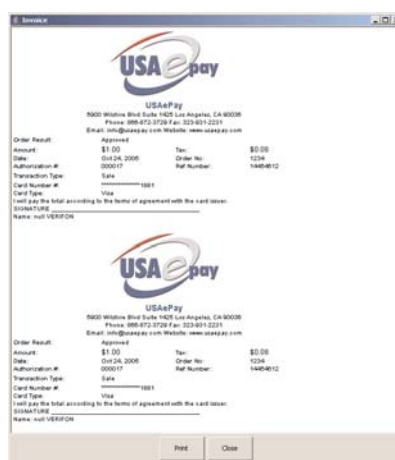 Invoice
USA epay
USAePay
5900 Wilshire Blvd Suite 1425 Los Angeles, CA 90036
Phone: 866-872-3729 Fax: 323-931-2231
Email: info@usaepay.com Website: www.usaepay.com
Order Result: Approved
Amount: $1.00 Tax: $0.08
Date: Oct 24, 2006 Order No: 1234
Authorization #: 000017 Ref Number: 14464612
Transaction Type: Sale
Card Number #: 1881
Card Type: Visa
I will pay the total according to the terms of agreement with the card issuer.
SIGNATURE
Name: null VERIFON
USA epay
USAePay
5900 Wilshire Blvd Suite 1425 Los Angeles, CA 90036
Phone: 866-872-3729 Fax: 323-931-2231
Email: info@usaepay.com Website: www.usaepay.com
Order Result: Approved
Amount: $1.00 Tax: $0.08
Date: Oct 24, 2006 Order No: 1234
Authorization #: 000017 Ref Number: 14464612
Transaction Type: Sale
Card Number #: 1881
Card Type: Visa
I will pay the total according to the terms of agreement with the card issuer.
SIGNATURE
Name: null VERIFON
Print Close